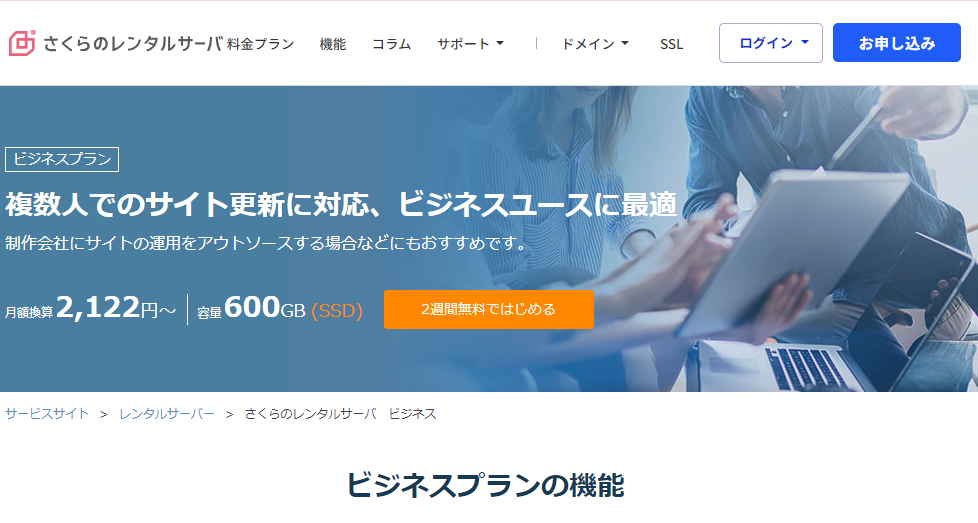 さくらのレンタルサーバ 料金プラン 機能 コラム サポート ドメイン SSL ログイン お申し込み
ビジネスプラン
複数人でのサイト更新に対応、ビジネスユースに最適
制作会社にサイトの運用をアウトソースする場合などにもおすすめです。
月額換算2,122円～ 容量600GB (SSD) 2週間無料ではじめる
サービスサイト > レンタルサーバー > さくらのレンタルサーバ ビジネス
ビジネスプランの機能